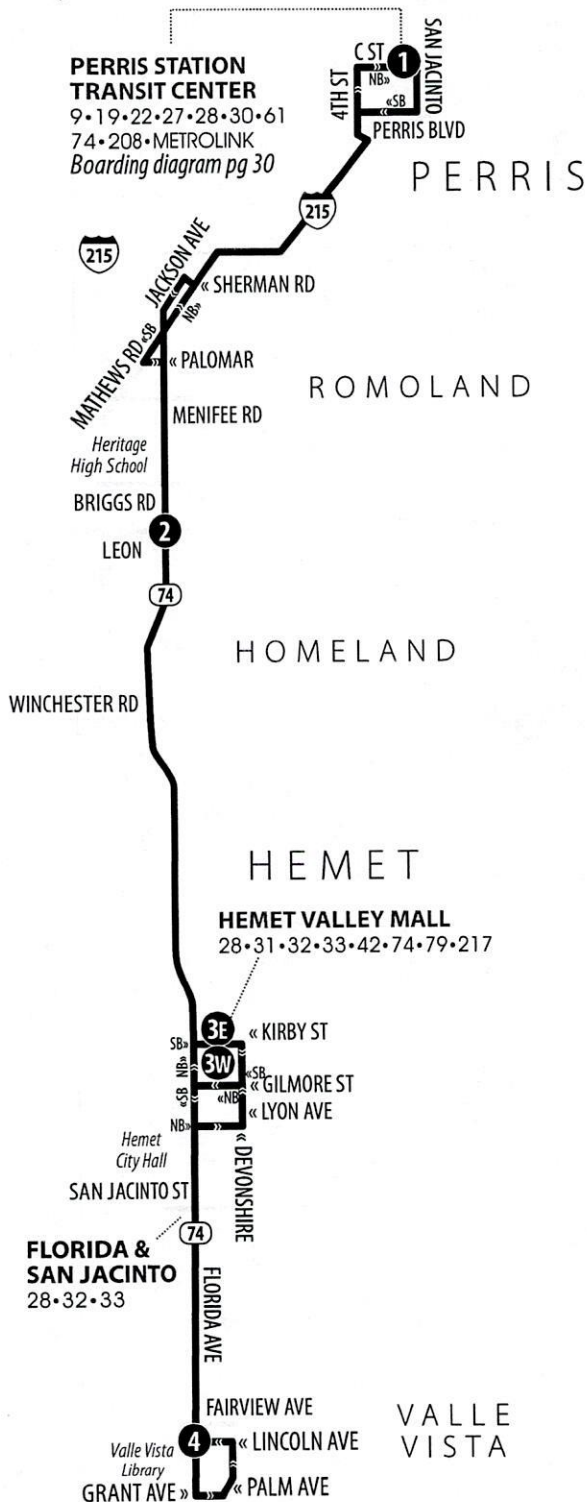 PERRIS STATION
TRANSIT CENTER
9•19•22•27•28•30•61
74•208•METROLINK
Boarding diagram pg 30
C ST
1
SAN JACINTO
NB»
4TH ST
«SB
PERRIS BLVD
PERRIS
215
215
JACKSON AVE
« SHERMAN RD
NB»
MATHEWS RD
«SB
« PALOMAR
ROMOLAND
MENIFEE RD
Heritage
High School
BRIGGS RD
2
LEON
74
HOMELAND
WINCHESTER RD
HEMET
HEMET VALLEY MALL
28•31•32•33•42•74•79•217
3E
« KIRBY ST
SB»
NB»
3W
«SB
« GILMORE ST
«SB
«NB
« LYON AVE
NB»
Hemet
City Hall
« DEVONSHIRE
SAN JACINTO ST
74
FLORIDA &
SAN JACINTO
28•32•33
FLORIDA AVE
FAIRVIEW AVE
VALLE
VISTA
4
« LINCOLN AVE
Valle Vista
Library
GRANT AVE »
« PALM AVE